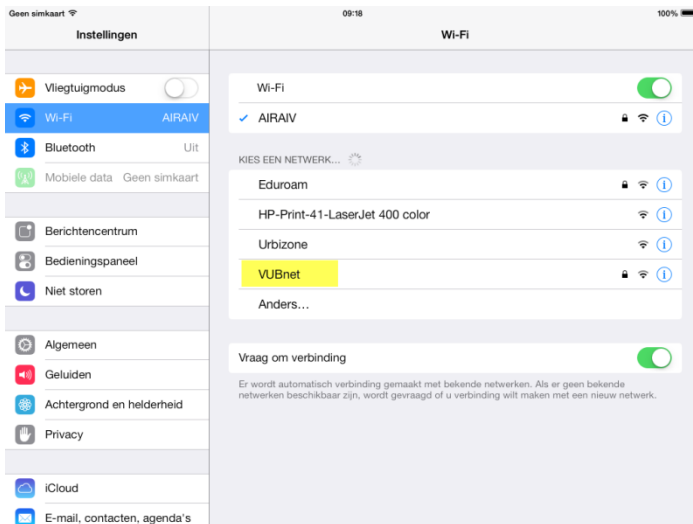 Geen simkaart 09:18 100%
Instellingen
Vliegtuigmodus
Wi-Fi AIRAIV
Bluetooth Uit
Mobiele data Geen simkaart
Berichtencentrum
Bedieningspaneel
Niet storen
Algemeen
Geluiden
Achtergrond en helderheid
Privacy
iCloud
E-mail, contacten, agenda's
Wi-Fi
Wi-Fi
AIRAIV
KIES EEN NETWERK...
Eduroam
HP-Print-41-LaserJet 400 color
Urbizone
VUBnet
Anders...
Vraag om verbinding
Er wordt automatisch verbinding gemaakt met bekende netwerken. Als er geen bekende
netwerken beschikbaar zijn, wordt gevraagd of u verbinding wilt maken met een nieuw netwerk.